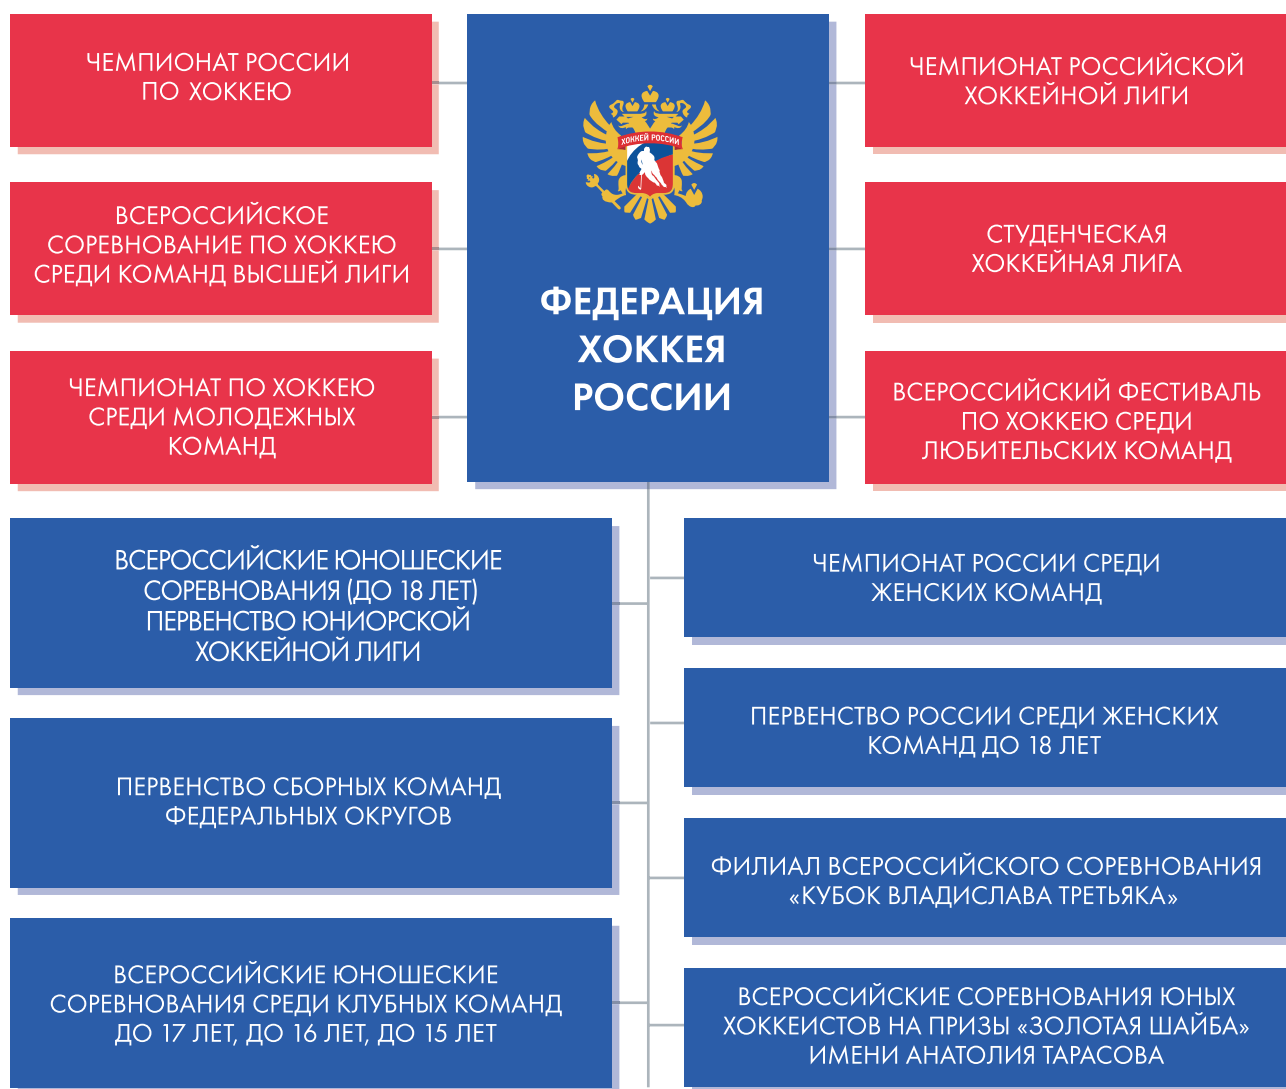 ЧЕМПИОНАТ РОССИИ
ПО ХОККЕЮ
ВСЕРОССИЙСКОЕ
СОРЕВНОВАНИЕ ПО ХОККЕЮ
СРЕДИ КОМАНД ВЫСШЕЙ ЛИГИ
ЧЕМПИОНАТ ПО ХОККЕЮ
СРЕДИ МОЛОДЕЖНЫХ
КОМАНД
ХОККЕЙ РОССИИ
ФЕДЕРАЦИЯ
ХОККЕЯ
РОССИИ
ЧЕМПИОНАТ РОССИЙСКОЙ
ХОККЕЙНОЙ ЛИГИ
СТУДЕНЧЕСКАЯ
ХОККЕЙНАЯ ЛИГА
ВСЕРОССИЙСКИЙ ФЕСТИВАЛЬ
ПО ХОККЕЮ СРЕДИ
ЛЮБИТЕЛЬСКИХ КОМАНД
ВСЕРОССИЙСКИЕ ЮНОШЕСКИЕ
СОРЕВНОВАНИЯ (ДО 18 ЛЕТ)
ПЕРВЕНСТВО ЮНИОРСКОЙ
ХОККЕЙНОЙ ЛИГИ
ПЕРВЕНСТВО СБОРНЫХ КОМАНД
ФЕДЕРАЛЬНЫХ ОКРУГОВ
ВСЕРОССИЙСКИЕ ЮНОШЕСКИЕ
СОРЕВНОВАНИЯ СРЕДИ КЛУБНЫХ КОМАНД
ДО 17 ЛЕТ, ДО 16 ЛЕТ, ДО 15 ЛЕТ
ЧЕМПИОНАТ РОССИИ СРЕДИ
ЖЕНСКИХ КОМАНД
ПЕРВЕНСТВО РОССИИ СРЕДИ ЖЕНСКИХ
КОМАНД ДО 18 ЛЕТ
ФИЛИАЛ ВСЕРОССИЙСКОГО СОРЕВНОВАНИЯ
«КУБОК ВЛАДИСЛАВА ТРЕТЬЯКА»
ВСЕРОССИЙСКИЕ СОРЕВНОВАНИЯ ЮНЫХ
ХОККЕИСТОВ НА ПРИЗЫ «ЗОЛОТАЯ ШАЙБА»
ИМЕНИ АНАТОЛИЯ ТАРАСОВА